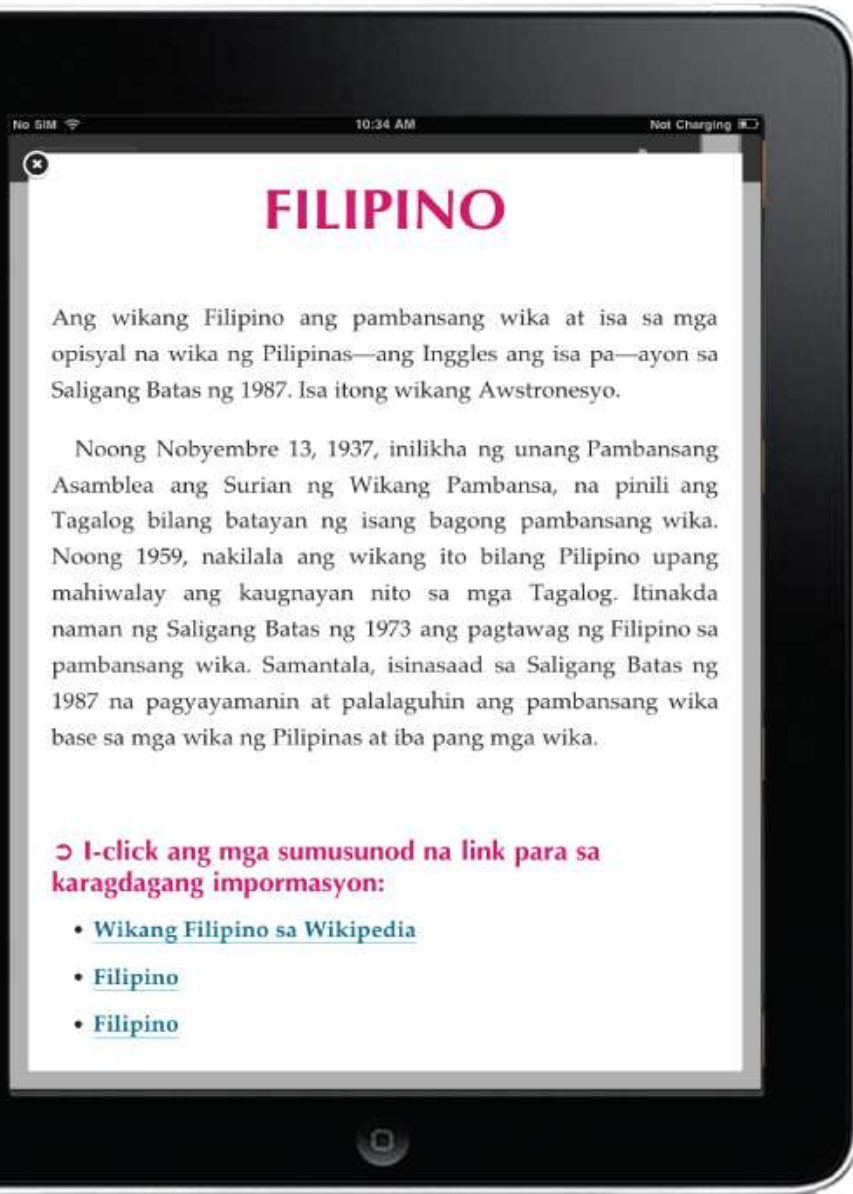 No SIM 10:34 AM Not Charging
FILIPINO
Ang wikang Filipino ang pambansang wika at isa sa mga
opisyal na wika ng Pilipinas—ang Inggles ang isa pa—ayon sa
Saligang Batas ng 1987. Isa itong wikang Awstronesyo.
Noong Nobyembre 13, 1937, inilikha ng unang Pambansang
Asamblea ang Surian ng Wikang Pambansa, na pinili ang
Tagalog bilang batayan ng isang bagong pambansang wika.
Noong 1959, nakilala ang wikang ito bilang Pilipino upang
mahiwalay ang kaugnayan nito sa mga Tagalog. Itinakda
naman ng Saligang Batas ng 1973 ang pagtawag ng Filipino sa
pambansang wika. Samantala, isinasaad sa Saligang Batas ng
1987 na pagyayamanin at palalaguhin ang pambansang wika
base sa mga wika ng Pilipinas at iba pang mga wika.
➲ I-click ang mga sumusunod na link para sa
karagdagang impormasyon:
• Wikang Filipino sa Wikipedia
• Filipino
• Filipino